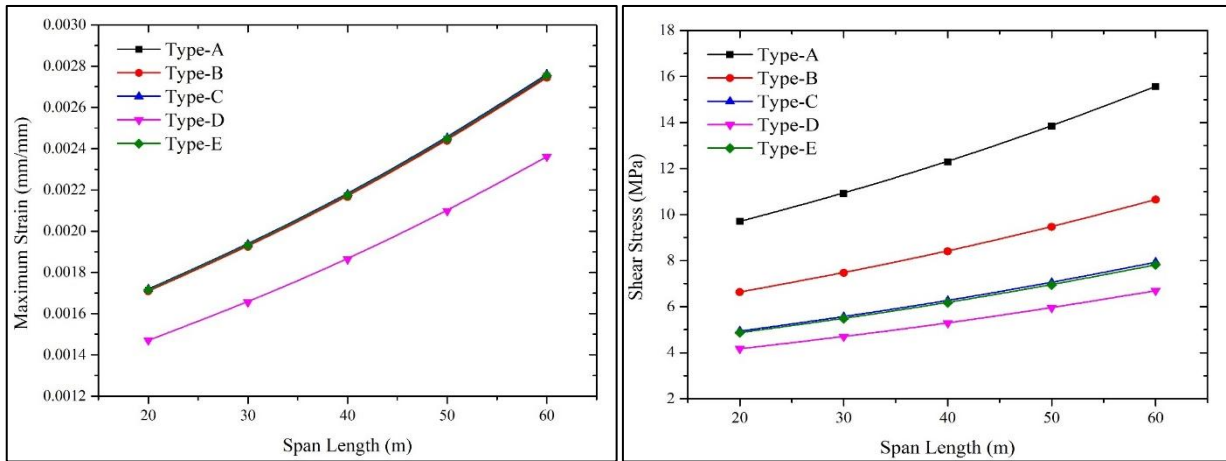 0.0030
0.0028
0.0026
0.0024
0.0022
0.0020
0.0018
0.0016
0.0014
0.0012
Maximum Strain (mm/mm)
Type-A
Type-B
Type-C
Type-D
Type-E
20 30 40 50 60
Span Length (m)
18
16
14
12
10
8
6
4
2
Shear Stress (MPa)
Type-A
Type-B
Type-C
Type-D
Type-E
20 30 40 50 60
Span Length (m)